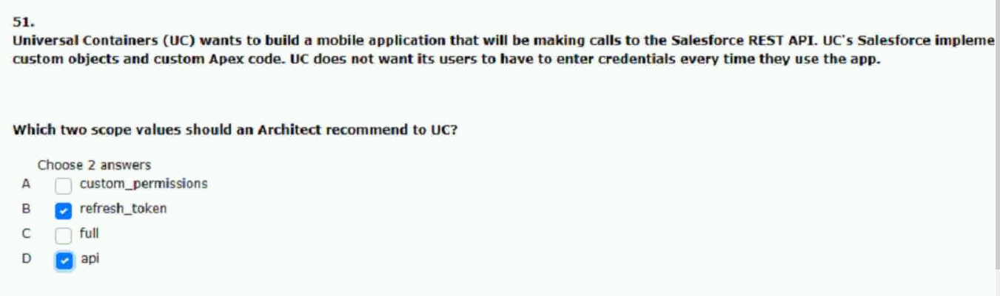 51.
Universal Containers (UC) wants to build a mobile application that will be making calls to the Salesforce REST API. UC's Salesforce impleme
custom objects and custom Apex code. UC does not want its users to have to enter credentials every time they use the app.
Which two scope values should an Architect recommend to UC?
Choose 2 answers
A custom_permissions
B refresh_token
C full
D api